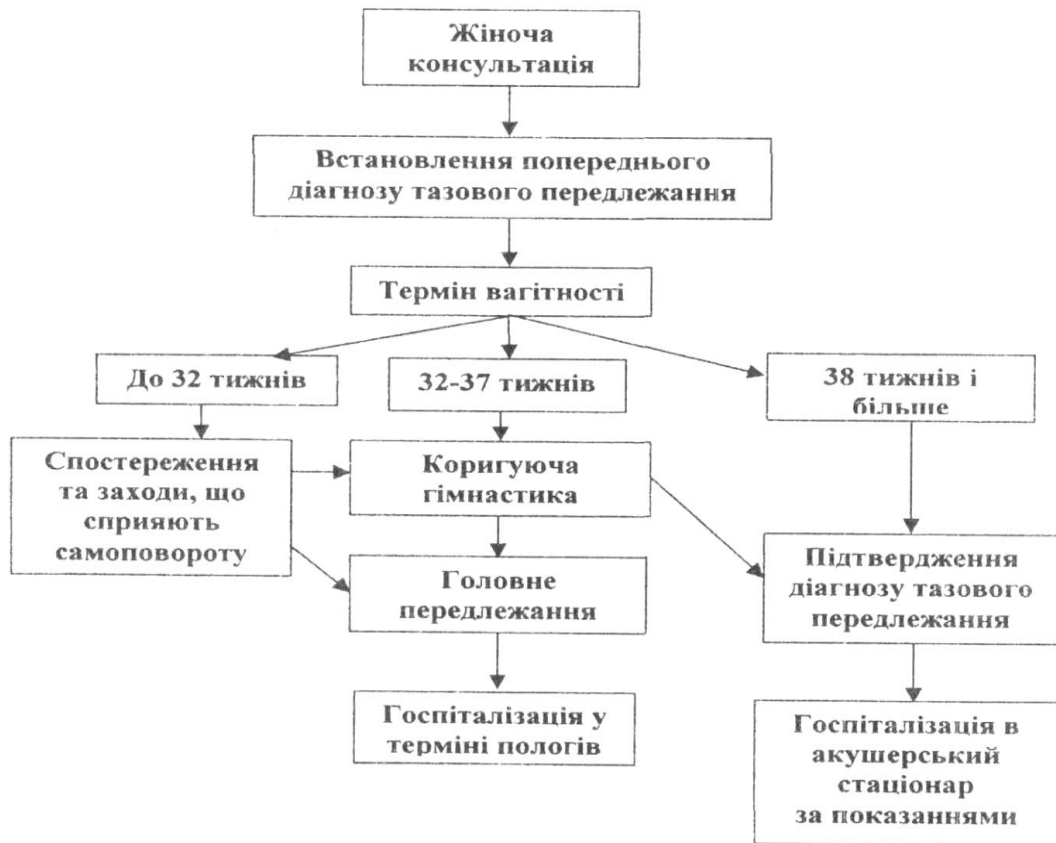 Жіноча
консультація
Встановлення попереднього
діагнозу тазового передлежання
Термін вагітності
До 32 тижнів
32-37 тижнів
38 тижнів і
більше
Спостереження
та заходи, що
сприяють
самоповороту
Коригуюча
гімнастика
Головне
передлежання
Підтвердження
діагнозу тазового
передлежання
Госпіталізація у
терміні пологів
Госпіталізація в
акушерський
стаціонар
за показаннями